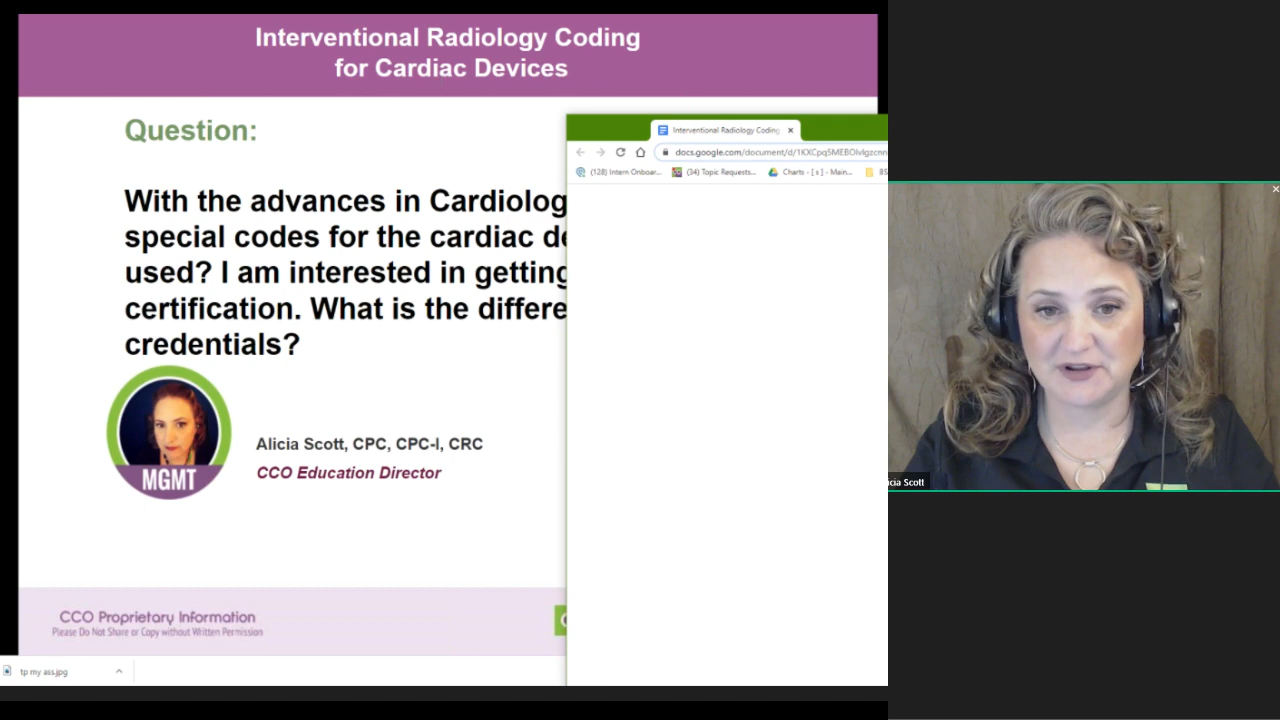 Interventional Radiology Coding
for Cardiac Devices
Question:
With the advances in Cardiolog
special codes for the cardiac de
used? I am interested in getting
certification. What is the differe
credentials?
MGMT
Alicia Scott, CPC, CPC-I, CRC
CCO Education Director
CCO Proprietary Information
Please Do Not Share or Copy without Written Permission
tp my ass.jpg
Interventional Radiology Coding
docs.google.com/document/d/
(128) Intern Onboar...
(34) Topic Requests...
Charts - [ s ] - Main...
BS
icia Scott